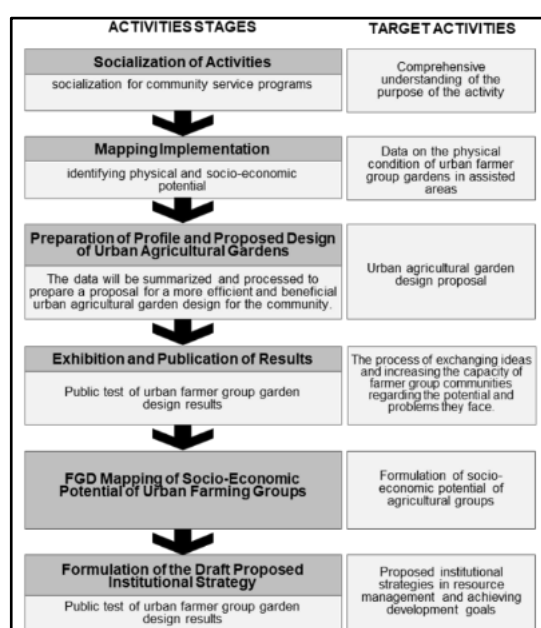 ACTIVITIES STAGES
TARGET ACTIVITIES
Socialization of Activities
socialization for community service programs
Comprehensive
understanding of the
purpose of the activity
Mapping Implementation
identifying physical and socio-economic
potential
Data on the physical
condition of urban farmer
group gardens in assisted
areas
Preparation of Profile and Proposed Design
of Urban Agricultural Gardens
The data will be summarized and processed to
prepare a proposal for a more efficient and beneficial
urban agricultural garden design for the community.
Urban agricultural garden
design proposal
Exhibition and Publication of Results
Public test of urban farmer group garden
design results
The process of exchanging ideas
and increasing the capacity of
farmer group communities
regarding the potential and
problems they face.
FGD Mapping of Socio-Economic
Potential of Urban Farming Groups
Formulation of socio-
economic potential of
agricultural groups
Formulation of the Draft Proposed
Institutional Strategy
Public test of urban farmer group garden
design results
Proposed institutional
strategies in resource
management and achieving
development goals